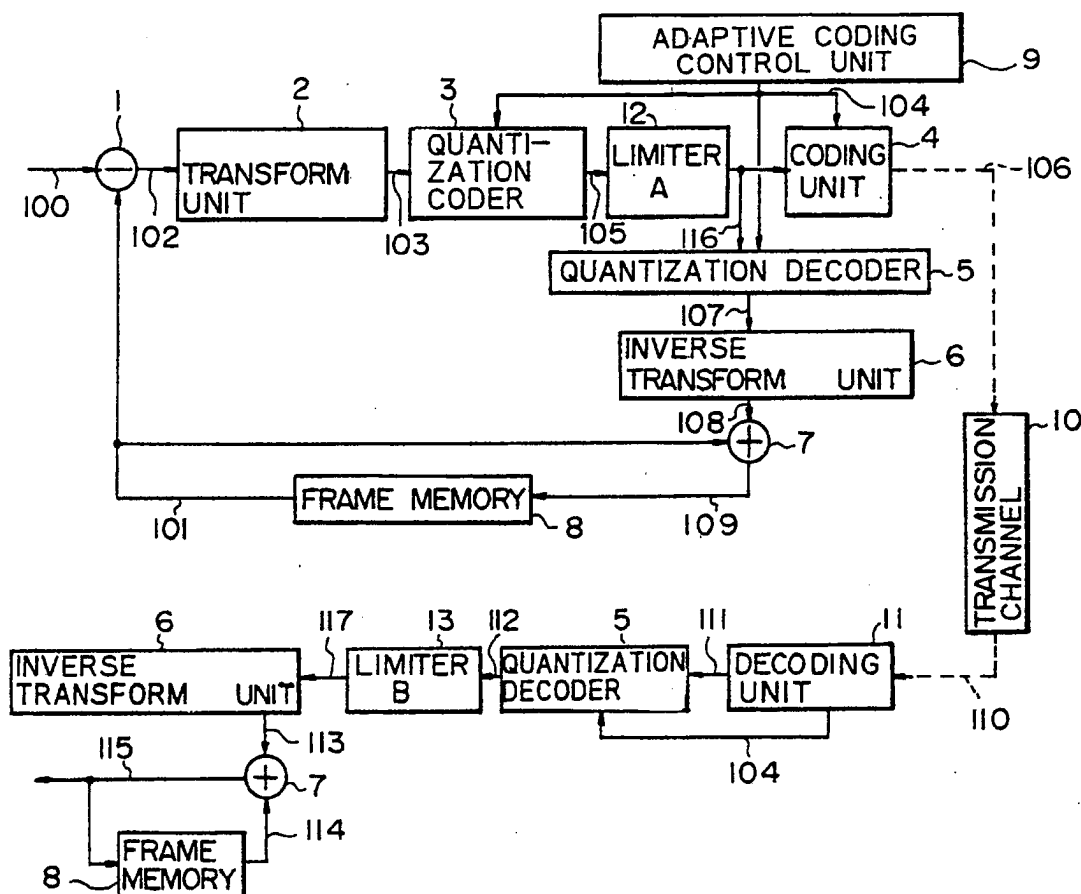 ADAPTIVE CODING
CONTROL UNIT
9
104
1
2
3
12
4
TRANSFORM
UNIT
QUANTI-
ZATION
CODER
LIMITER
A
CODING
UNIT
100
102
103
105
116
106
QUANTIZATION DECODER
5
107
INVERSE
TRANSFORM UNIT
6
108
7
10
FRAME MEMORY
101
8
109
TRANSMISSION
CHANNEL
6
117
13
112
5
111
11
INVERSE
TRANSFORM UNIT
LIMITER
B
QUANTIZATION
DECODER
DECODING
UNIT
110
113
104
115
7
114
FRAME
MEMORY
8